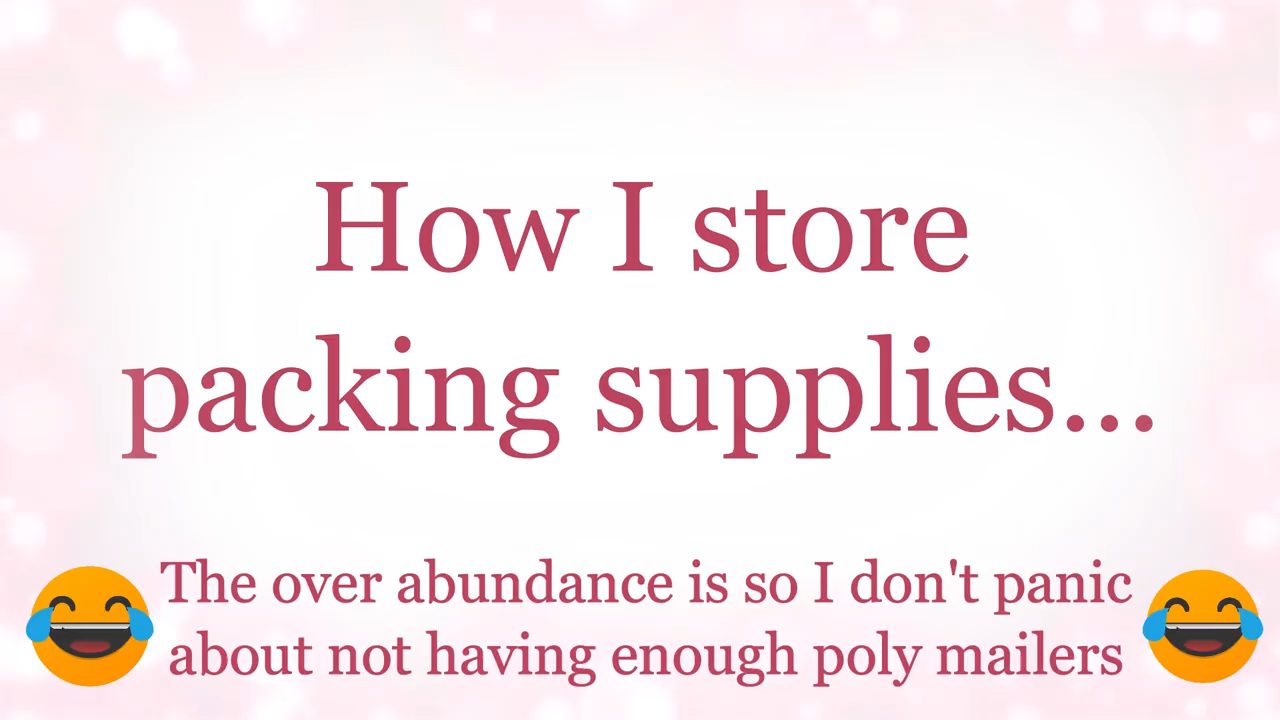 How I store
packing supplies...
The over abundance is so I don't panic
about not having enough poly mailers